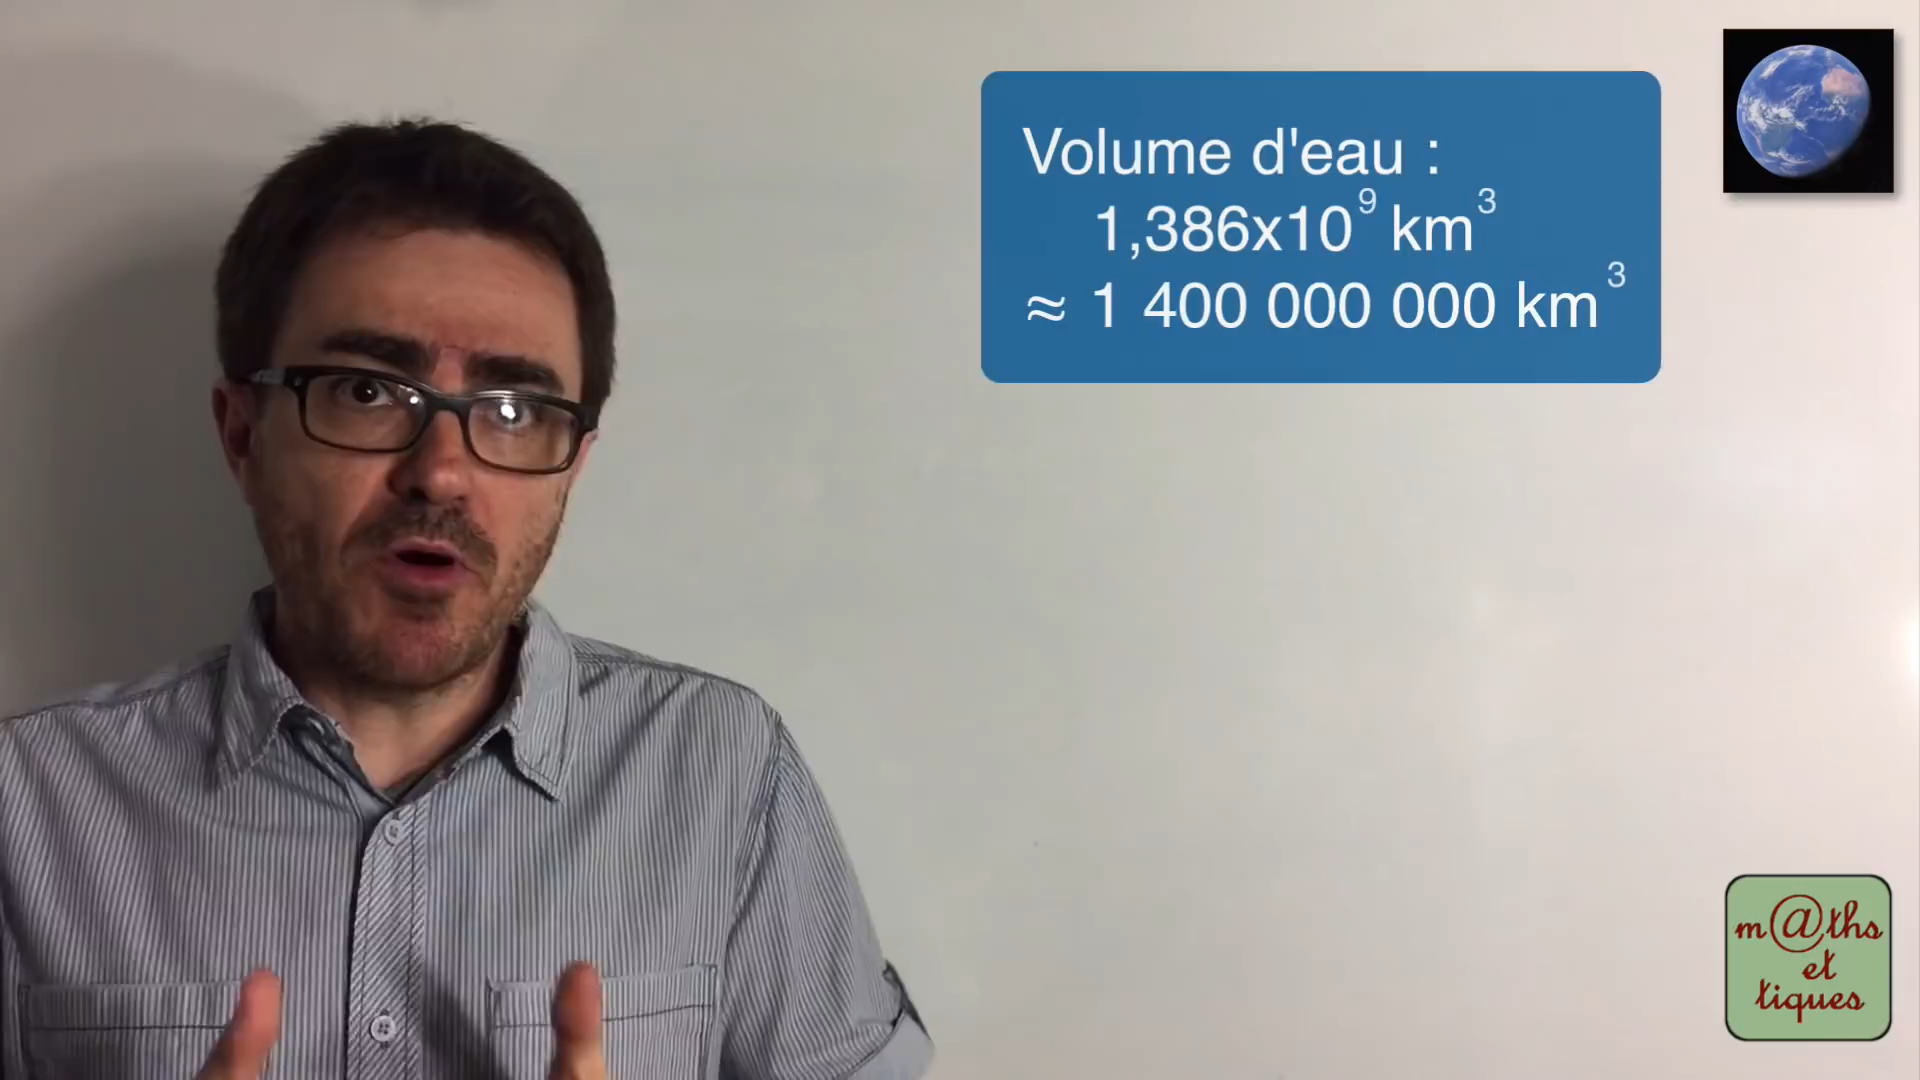 Volume d'eau :
1,386x10⁹ km³
≈ 1 400 000 000 km³
m@ths
et
tiques